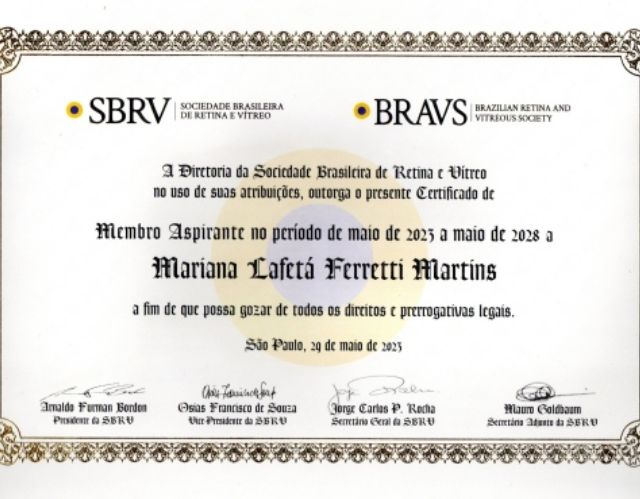 SBRV SOCIEDADE BRASILEIRA
DE RETINA E VÍTREO
BRAVS BRAZILIAN RETINA AND
VITREOUS SOCIETY
A Diretoria da Sociedade Brasileira de Retina e Vítreo
no uso de suas atribuições, outorga o presente Certificado de
Membro Aspirante no período de maio de 2023 a maio de 2028 a
Mariana Lafetá Ferretti Martins
a fim de que possa gozar de todos os direitos e prerrogativas legais.
São Paulo, 29 de maio de 2023
Arnaldo Furman Bordon
Presidente da SBRV
Osias Francisco de Souza
Vice-Presidente da SBRV
Jorge Carlos P. Rocha
Secretário Geral da SBRV
Mauro Goldbaum
Secretário Adjunto da SBRV